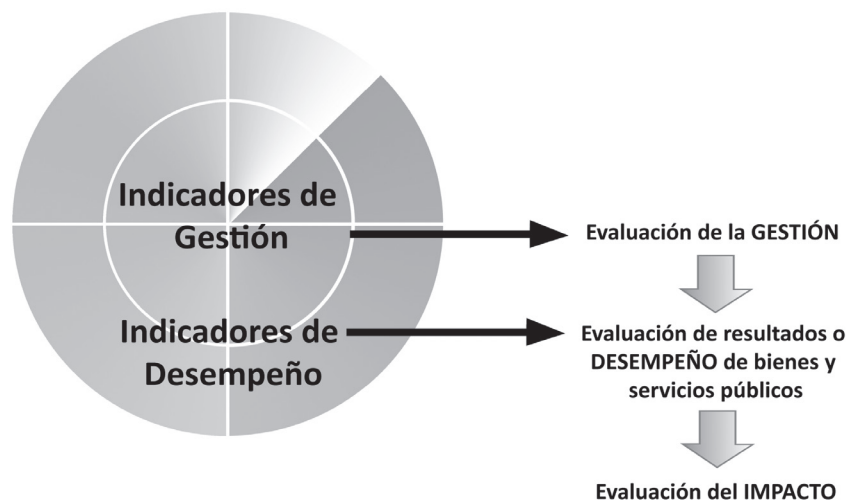 Indicadores de
Gestión
Evaluación de la GESTIÓN
Indicadores de
Desempeño
Evaluación de resultados o
DESEMPEÑO de bienes y
servicios públicos
Evaluación del IMPACTO